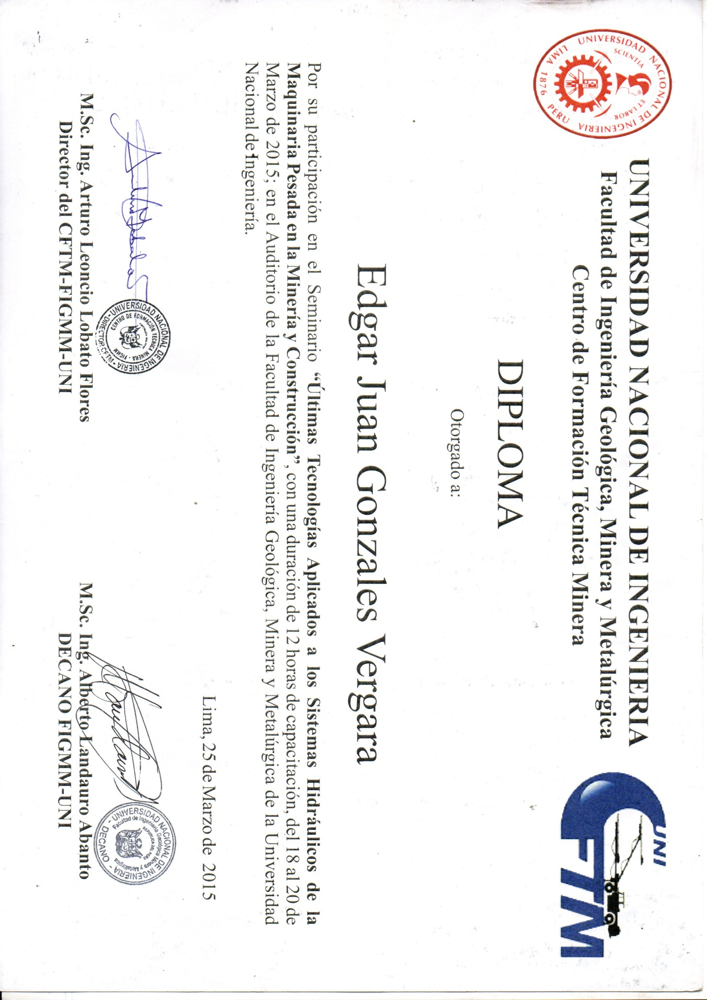 UNIVERSIDAD NACIONAL DE INGENIERIA
SCIENTIA ET LABOR
LIMA 1876 PERU
UNIVERSIDAD NACIONAL DE INGENIERIA
Facultad de Ingeniería Geológica, Minera y Metalúrgica
Centro de Formación Técnica Minera
UNI
CFTM
DIPLOMA
Otorgado a:
Edgar Juan Gonzales Vergara
Por su participación en el Seminario “Últimas Tecnologías Aplicados a los Sistemas Hidráulicos de la
Maquinaria Pesada en la Minería y Construcción”, con una duración de 12 horas de capacitación, del 18 al 20 de
Marzo de 2015; en el Auditorio de la Facultad de Ingeniería Geológica, Minera y Metalúrgica de la Universidad
Nacional de Ingeniería.
Lima, 25 de Marzo de 2015
UNIVERSIDAD NACIONAL DE INGENIERIA
CENTRO DE FORMACIÓN TECNICA MINERA - FIGMM
DIRECTOR CFTM
M.Sc. Ing. Arturo Leoncio Lobato Flores
Director del CFTM-FIGMM-UNI
UNIVERSIDAD NACIONAL DE INGENIERIA
Facultad de Ingeniería Geológica Minera y Metalúrgica
REPUBLICA DEL PERU
DECANO
M.Sc. Ing. Alberto Landauro Abanto
DECANO FIGMM-UNI